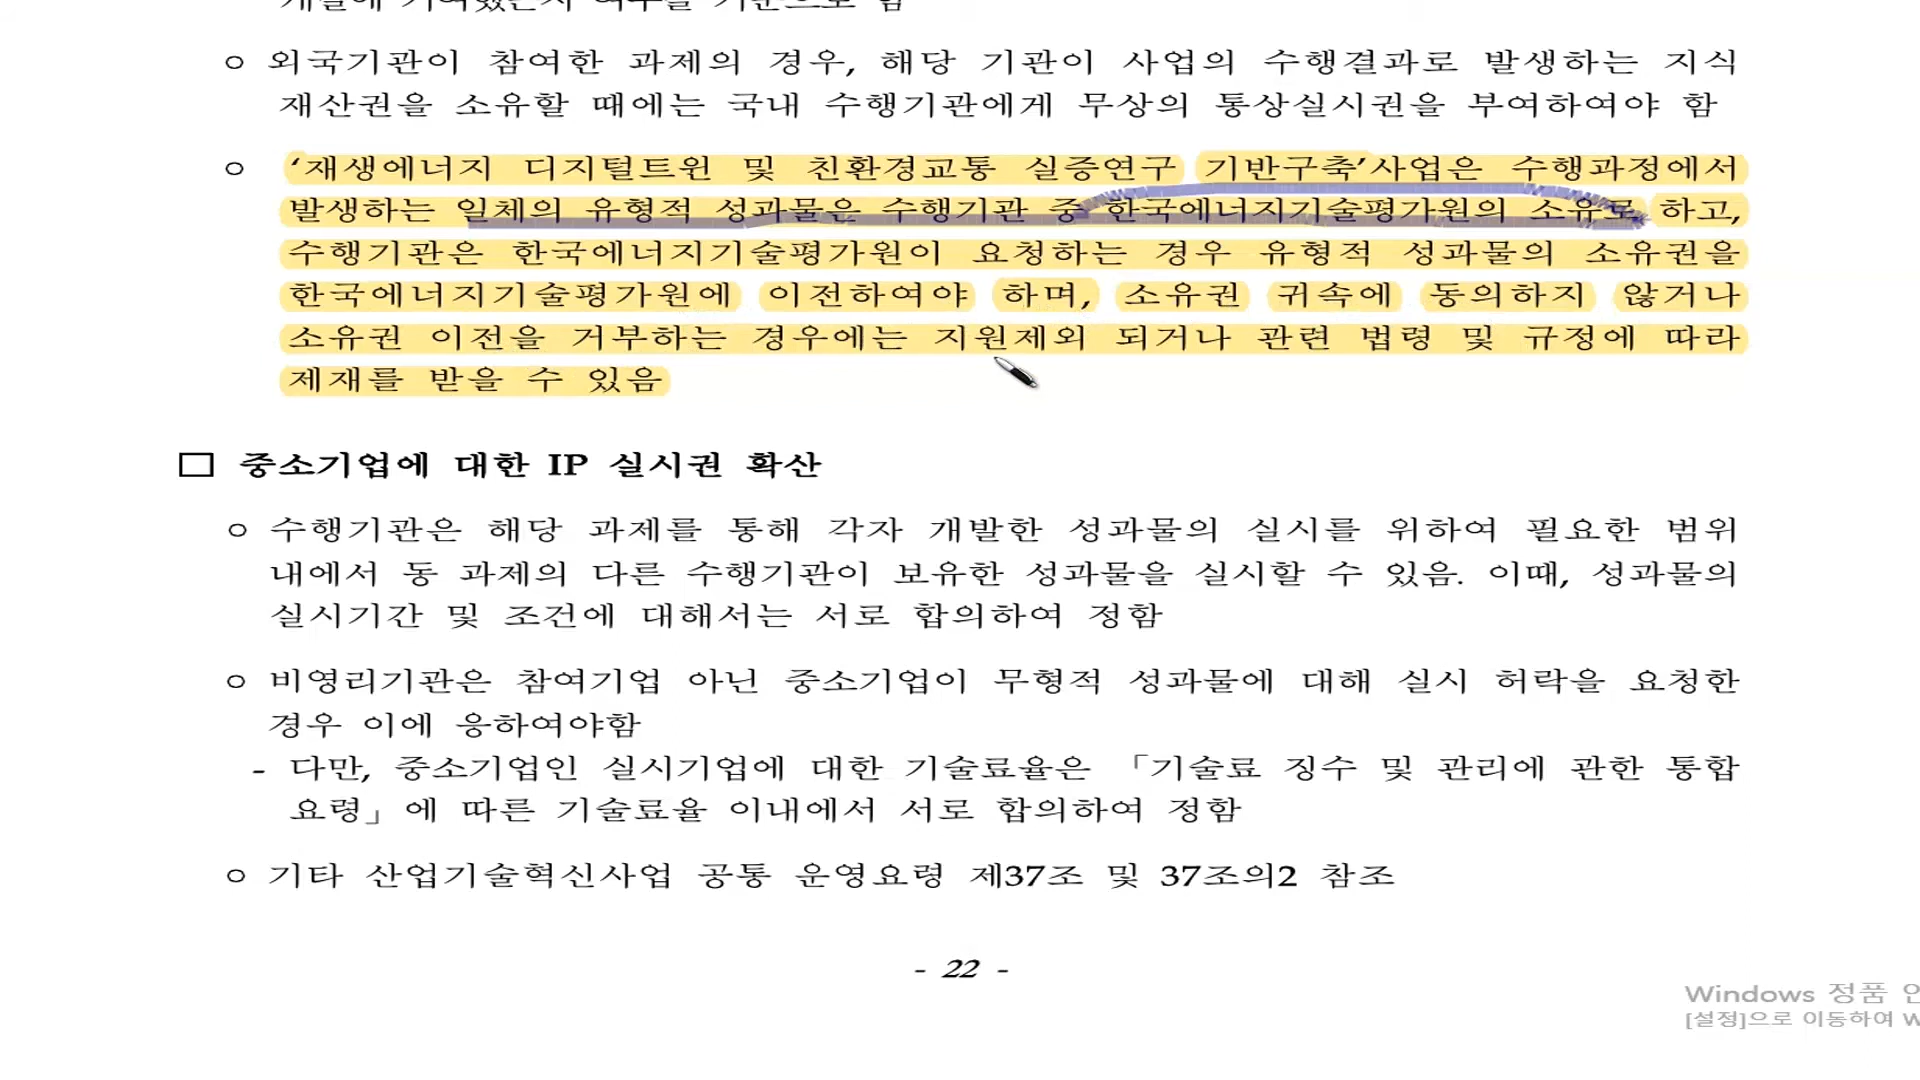 ○ 외국기관이 참여한 과제의 경우, 해당 기관이 사업의 수행결과로 발생하는 지식
재산권을 소유할 때에는 국내 수행기관에게 무상의 통상실시권을 부여하여야 함
○ ‘재생에너지 디지털트윈 및 친환경교통 실증연구 기반구축’사업은 수행과정에서
발생하는 일체의 유형적 성과물은 수행기관 중 한국에너지기술평가원의 소유로 하고,
수행기관은 한국에너지기술평가원이 요청하는 경우 유형적 성과물의 소유권을
한국에너지기술평가원에 이전하여야 하며, 소유권 귀속에 동의하지 않거나
소유권 이전을 거부하는 경우에는 지원제외 되거나 관련 법령 및 규정에 따라
제재를 받을 수 있음
□ 중소기업에 대한 IP 실시권 확산
○ 수행기관은 해당 과제를 통해 각자 개발한 성과물의 실시를 위하여 필요한 범위
내에서 동 과제의 다른 수행기관이 보유한 성과물을 실시할 수 있음. 이때, 성과물의
실시기간 및 조건에 대해서는 서로 합의하여 정함
○ 비영리기관은 참여기업 아닌 중소기업이 무형적 성과물에 대해 실시 허락을 요청한
경우 이에 응하여야함
- 다만, 중소기업인 실시기업에 대한 기술료율은 「기술료 징수 및 관리에 관한 통합
요령」에 따른 기술료율 이내에서 서로 합의하여 정함
○ 기타 산업기술혁신사업 공통 운영요령 제37조 및 37조의2 참조
- 22 -
Windows 정품
[설정]으로 이동하여